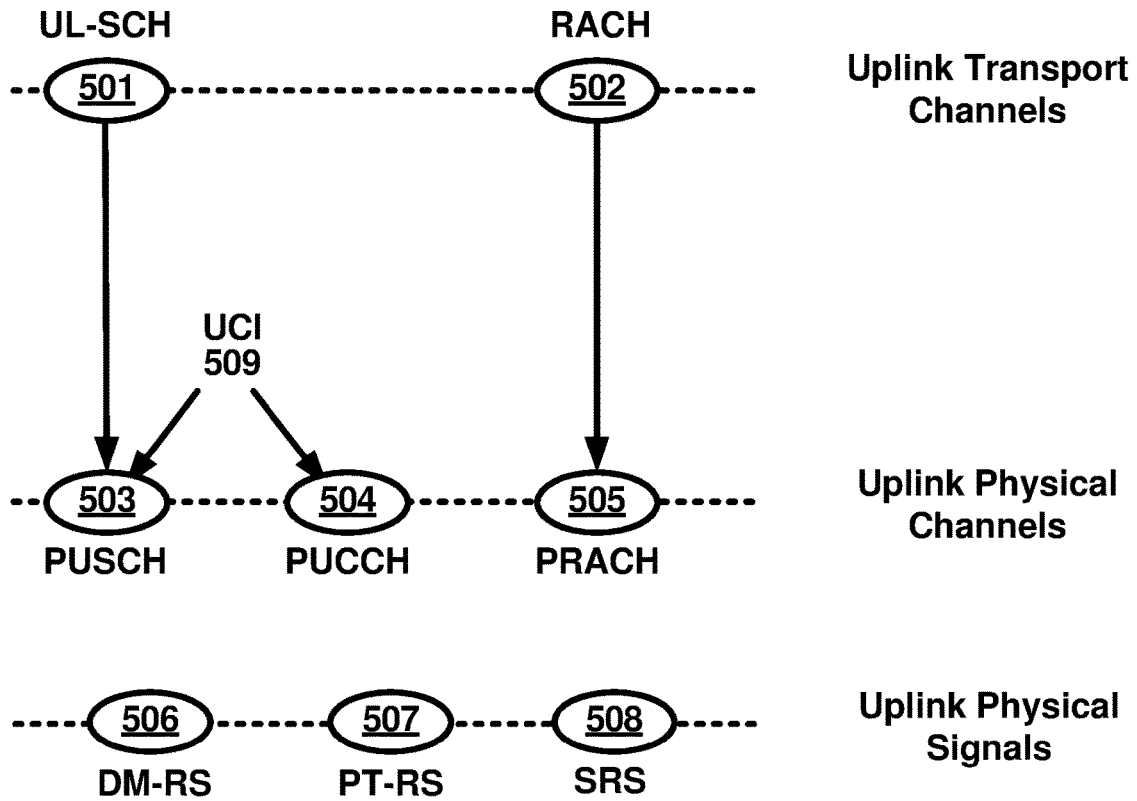 UL-SCH
RACH
501
502
Uplink Transport
Channels
UCI
509
503
504
505
Uplink Physical
Channels
PUSCH
PUCCH
PRACH
506
507
508
Uplink Physical
Signals
DM-RS
PT-RS
SRS